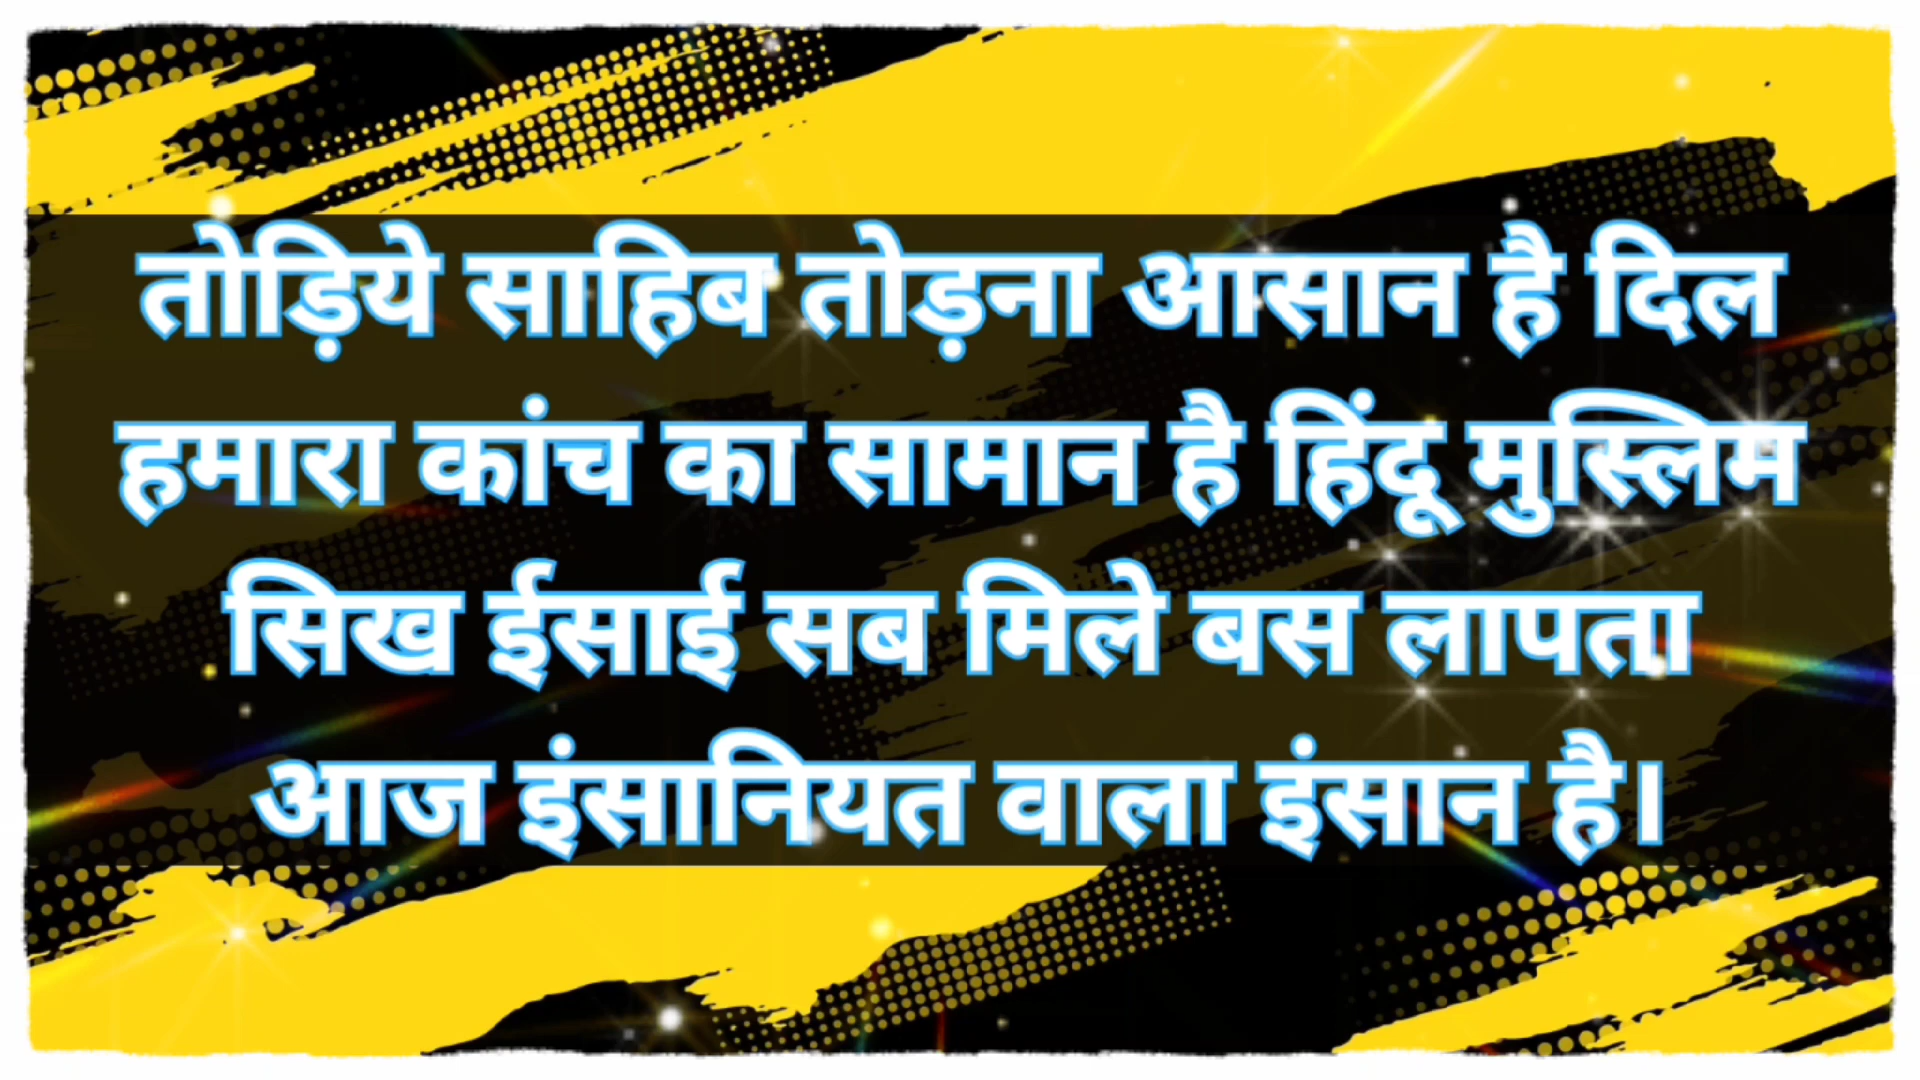 तोड़िये साहिब तोड़ना आसान है दिल
हमारा कांच का सामान है हिंदू मुस्लिम
सिख ईसाई सब मिले बस लापता
आज इंसानियत वाला इंसान है।